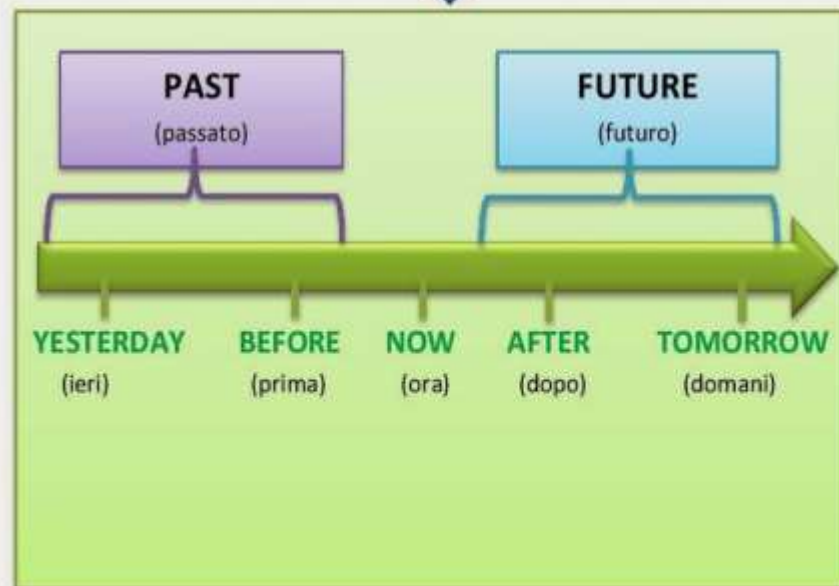 PAST
(passato)
FUTURE
(futuro)
YESTERDAY BEFORE NOW AFTER TOMORROW
(ieri) (prima) (ora) (dopo) (domani)